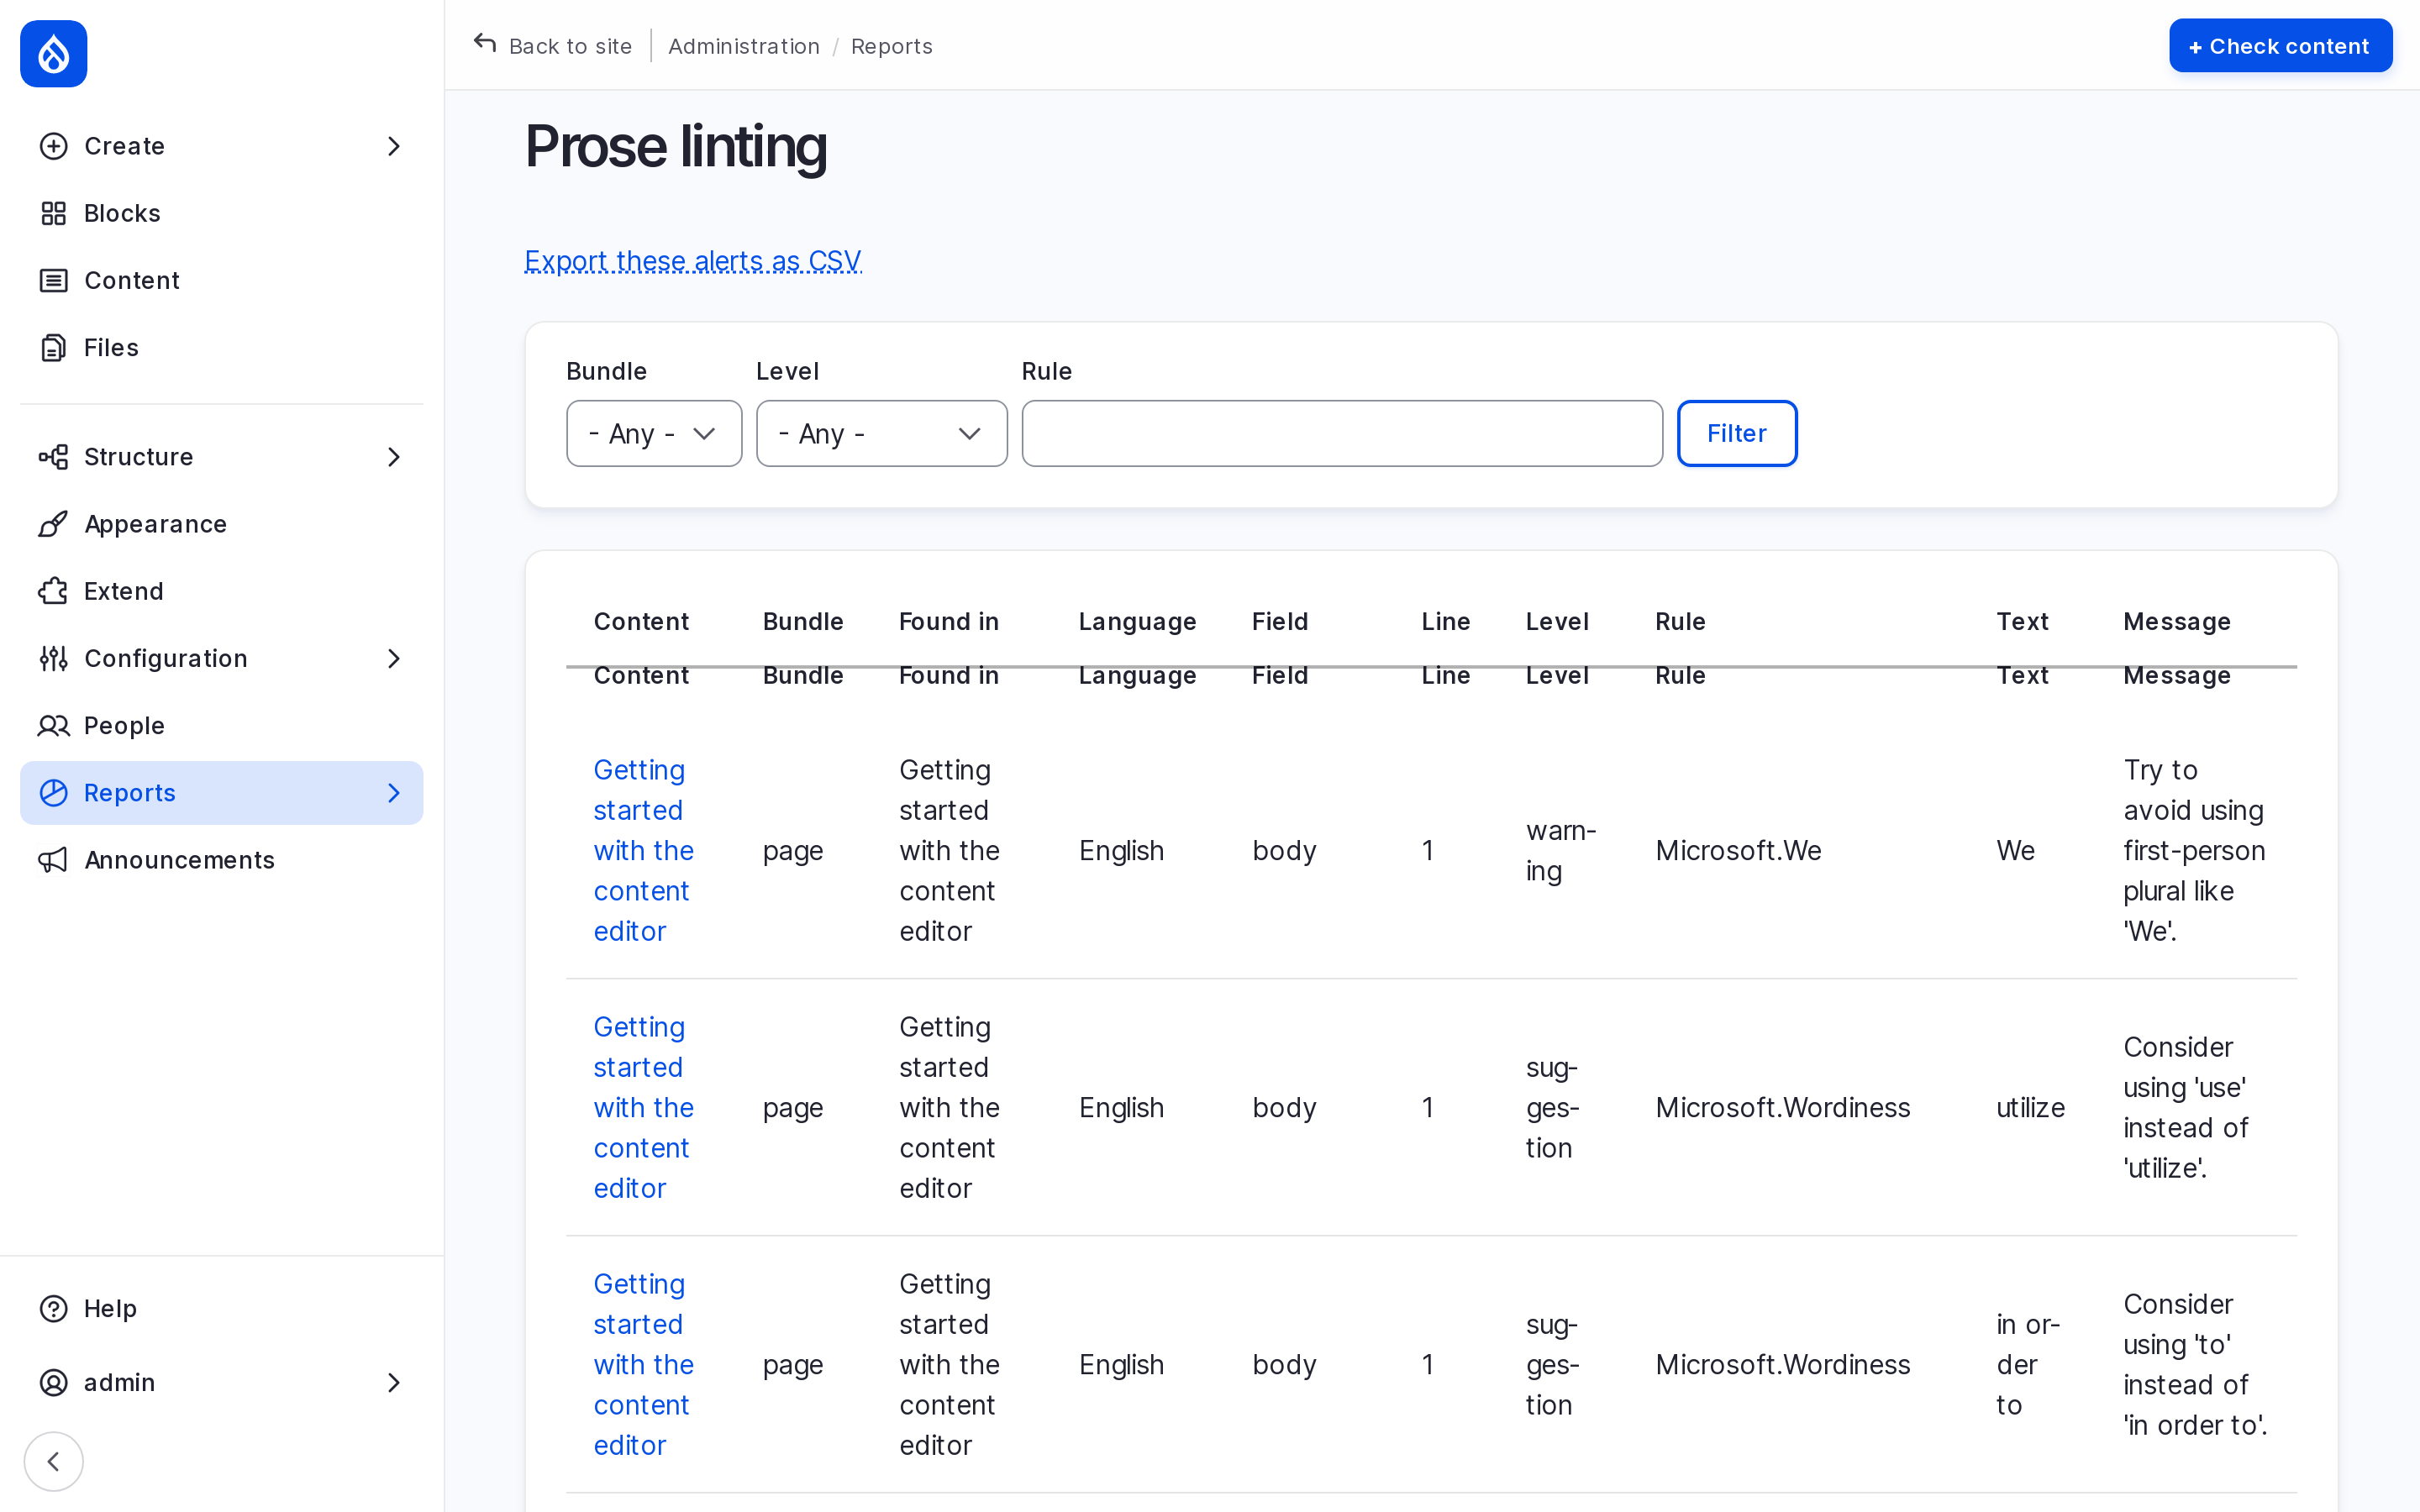 Back to site
Administration / Reports
+ Check content
Create
Blocks
Content
Files
Structure
Appearance
Extend
Configuration
People
Reports
Announcements
Help
admin
Prose linting
Export these alerts as CSV
Bundle Level Rule
- Any - - Any - Filter
Content Bundle Found in Language Field Line Level Rule Text Message
Content Bundle Found in Language Field Line Level Rule Text Message
Getting
started
with the
content
editor
page
Getting
started
with the
content
editor
English
body
1
warn-
ing
Microsoft.We
We
Try to
avoid using
first-person
plural like
'We'.
Getting
started
with the
content
editor
page
Getting
started
with the
content
editor
English
body
1
sug-
ges-
tion
Microsoft.Wordiness
utilize
Consider
using 'use'
instead of
'utilize'.
Getting
started
with the
content
editor
page
Getting
started
with the
content
editor
English
body
1
sug-
ges-
tion
Microsoft.Wordiness
in or-
der
to
Consider
using 'to'
instead of
'in order to'.